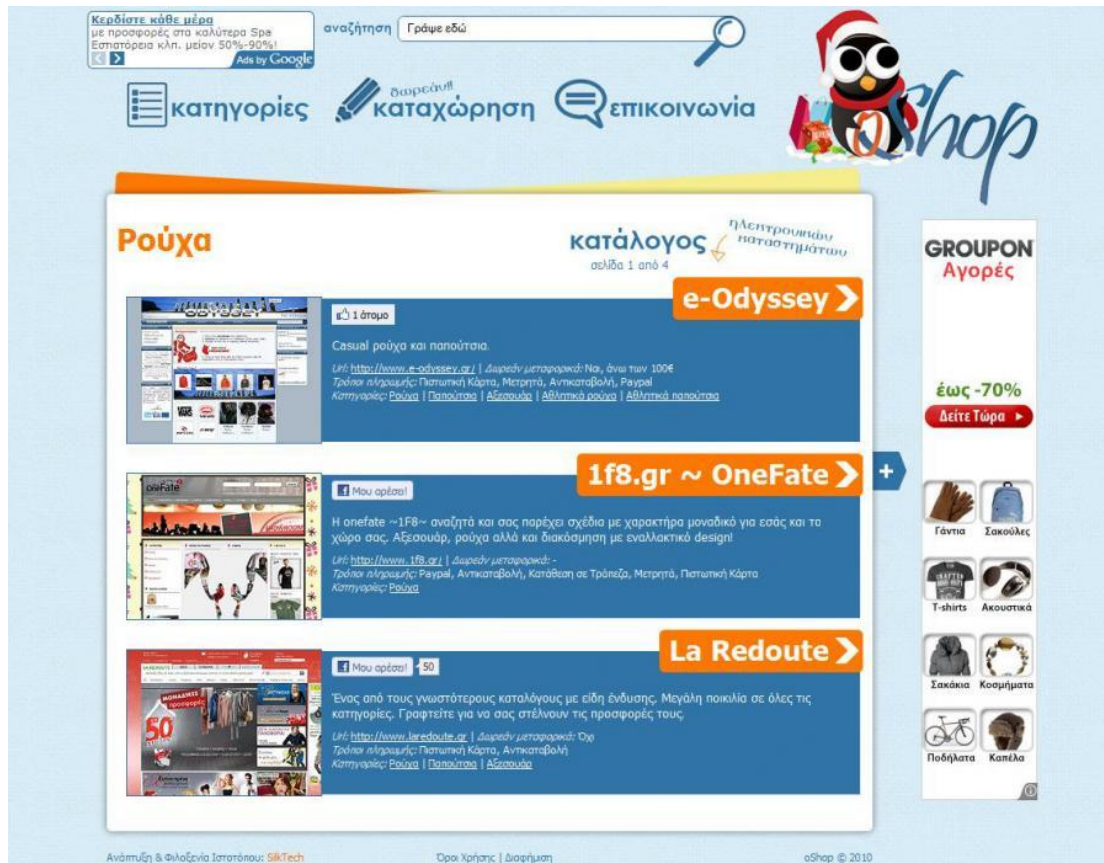 Κερδίστε κάθε μέρα
με προσφορές στα καλύτερα Spa
Εστιατόρεια κλπ. μείον 50%-90%!
Ads by Google
αναζήτηση Γράψε εδώ
κατηγορίες
δωρεάν!!
καταχώρηση
επικοινωνία
oShop
Ρούχα
κατάλογος
ηλεκτρονικών
καταστημάτων
σελίδα 1 από 4
e-Odyssey
1 άτομο
Casual ρούχα και παπούτσια.
Url: http://www.e-odyssey.gr/ | Δωρεάν μεταφορικά: Ναι, άνω των 100€
Τρόποι πληρωμής: Πιστωτική Κάρτα, Μετρητά, Αντικαταβολή, Paypal
Κατηγορίες: Ρούχα | Παπούτσια | Αξεσουάρ | Αθλητικά ρούχα | Αθλητικά παπούτσια
1f8.gr ~ OneFate
Μου αρέσει!
Η onefate ~1F8~ αναζητά και σας παρέχει σχέδια με χαρακτήρα μοναδικό για εσάς και το
χώρο σας. Αξεσουάρ, ρούχα αλλά και διακόσμηση με εναλλακτικό design!
Url: http://www.1f8.gr/ | Δωρεάν μεταφορικά: -
Τρόποι πληρωμής: Paypal, Αντικαταβολή, Κατάθεση σε Τράπεζα, Μετρητά, Πιστωτική Κάρτα
Κατηγορίες: Ρούχα
La Redoute
Μου αρέσει! 50
Ένας από τους γνωστότερους καταλόγους με είδη ένδυσης. Μεγάλη ποικιλία σε όλες τις
κατηγορίες. Γραφτείτε για να σας στέλνουν τις προσφορές τους.
Url: http://www.laredoute.gr | Δωρεάν μεταφορικά: Όχι
Τρόποι πληρωμής: Πιστωτική Κάρτα, Αντικαταβολή
Κατηγορίες: Ρούχα | Παπούτσια | Αξεσουάρ
ODYSSEY
oneFate
ΜΟΝΑΔΙΚΕΣ
προσφορές
50
+
GROUPON
Αγορές
έως -70%
Δείτε Τώρα
Γάντια Σακούλες
T-shirts Ακουστικά
Σακάκια Κοσμήματα
Ποδήλατα Καπέλα
Ανάπτυξη & Φιλοξενία Ιστοτόπου: SilkTech
Όροι Χρήσης | Διαφήμιση
oShop © 2010